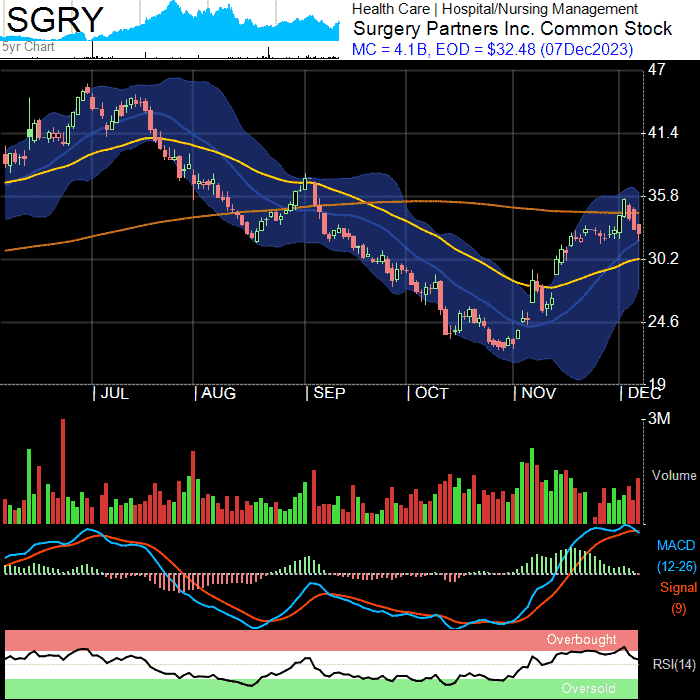 SGRY
5yr Chart
Health Care | Hospital/Nursing Management
Surgery Partners Inc. Common Stock
MC = 4.1B, EOD = $32.48 (07Dec2023)
47
41.4
35.8
30.2
24.6
19
| JUL | AUG | SEP | OCT | NOV | DEC
3M
Volume
MACD
(12-26)
Signal
(9)
Overbought
RSI(14)
Oversold